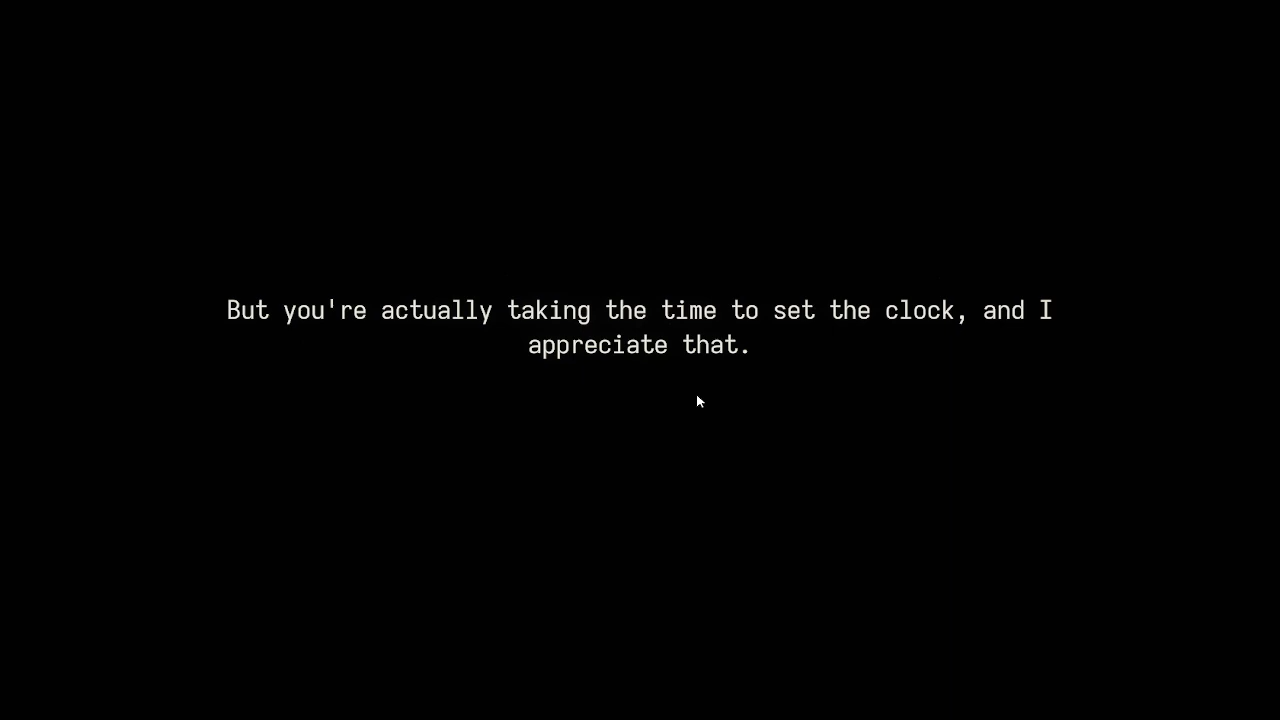 But you're actually taking the time to set the clock, and I
appreciate that.